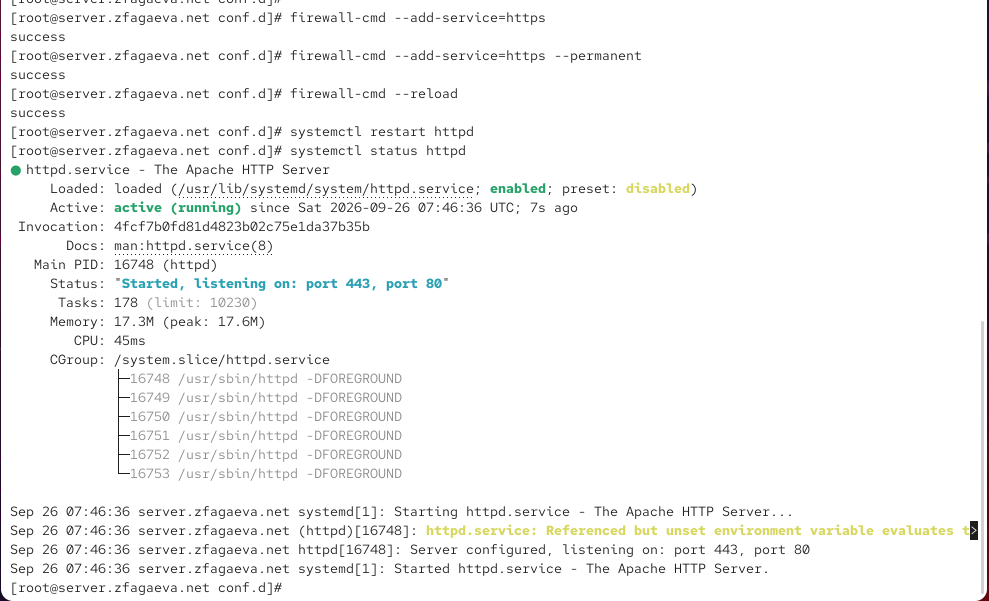 [root@server.zfagaeva.net conf.d]#
[root@server.zfagaeva.net conf.d]# firewall-cmd --add-service=https
success
[root@server.zfagaeva.net conf.d]# firewall-cmd --add-service=https --permanent
success
[root@server.zfagaeva.net conf.d]# firewall-cmd --reload
success
[root@server.zfagaeva.net conf.d]# systemctl restart httpd
[root@server.zfagaeva.net conf.d]# systemctl status httpd
● httpd.service - The Apache HTTP Server
     Loaded: loaded (/usr/lib/systemd/system/httpd.service; enabled; preset: disabled)
     Active: active (running) since Sat 2026-09-26 07:46:36 UTC; 7s ago
 Invocation: 4fcf7b0fd81d4823b02c75e1da37b35b
       Docs: man:httpd.service(8)
   Main PID: 16748 (httpd)
     Status: "Started, listening on: port 443, port 80"
      Tasks: 178 (limit: 10230)
     Memory: 17.3M (peak: 17.6M)
        CPU: 45ms
     CGroup: /system.slice/httpd.service
             ├─16748 /usr/sbin/httpd -DFOREGROUND
             ├─16749 /usr/sbin/httpd -DFOREGROUND
             ├─16750 /usr/sbin/httpd -DFOREGROUND
             ├─16751 /usr/sbin/httpd -DFOREGROUND
             ├─16752 /usr/sbin/httpd -DFOREGROUND
             └─16753 /usr/sbin/httpd -DFOREGROUND
Sep 26 07:46:36 server.zfagaeva.net systemd[1]: Starting httpd.service - The Apache HTTP Server...
Sep 26 07:46:36 server.zfagaeva.net (httpd)[16748]: httpd.service: Referenced but unset environment variable evaluates t>
Sep 26 07:46:36 server.zfagaeva.net httpd[16748]: Server configured, listening on: port 443, port 80
Sep 26 07:46:36 server.zfagaeva.net systemd[1]: Started httpd.service - The Apache HTTP Server.
[root@server.zfagaeva.net conf.d]#